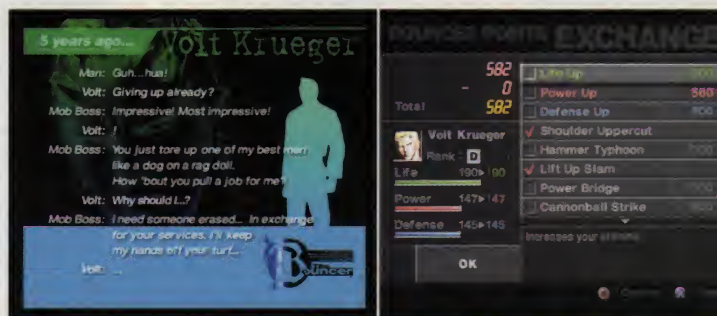 5 years ago...
Volt Krueger
Man: Guh...hua!
Volt: Giving up already?
Mob Boss: Impressive! Most impressive!
Volt: !
Mob Boss: You just tore up one of my best men
like a dog on a rag doll.
How 'bout you pull a job for me?
Volt: Why should I...?
Mob Boss: I need someone erased... In exchange
for your services, I'll keep
my hands off your turf...
Volt: ...
Bouncer
BOUNCER POINTS EXCHANGE
582
- 0
Total 582
Volt Krueger
Rank: D
Life 190 190
Power 147 147
Defense 145 145
OK
Life Up
Power Up 560
Defense Up
Shoulder Uppercut
Hammer Typhoon
Lift Up Slam
Power Bridge
Cannonball Strike
Increases your